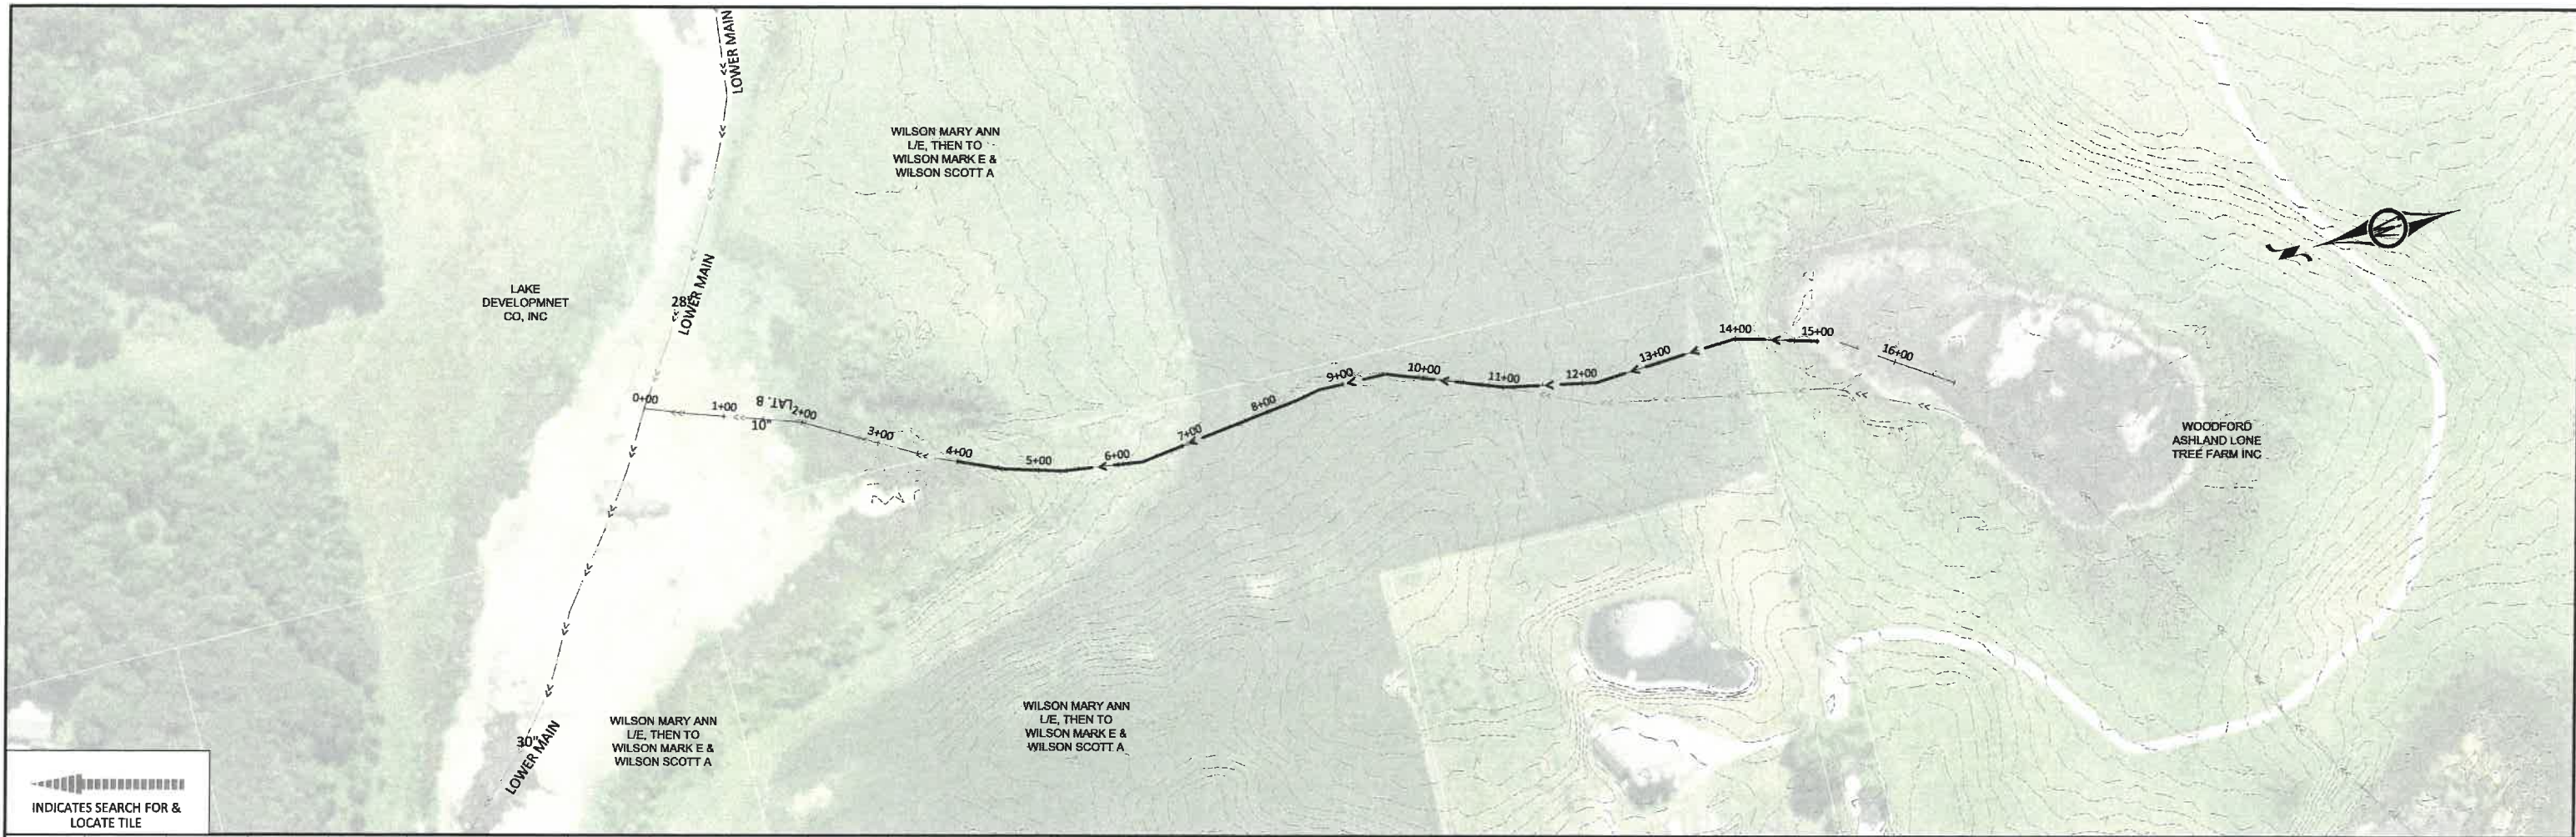 LOWER MAIN
WILSON MARY ANN
L/E, THEN TO
WILSON MARK E &
WILSON SCOTT A
LAKE
DEVELOPMNET
CO, INC
28"
LOWER MAIN
0+00
1+00
LAT. B
10"
2+00
3+00
4+00
5+00
6+00
7+00
8+00
9+00
10+00
11+00
12+00
13+00
14+00
15+00
16+00
WOODFORD
ASHLAND LONE
TREE FARM INC
30"
LOWER MAIN
WILSON MARY ANN
L/E, THEN TO
WILSON MARK E &
WILSON SCOTT A
WILSON MARY ANN
L/E, THEN TO
WILSON MARK E &
WILSON SCOTT A
N
INDICATES SEARCH FOR &
LOCATE TILE